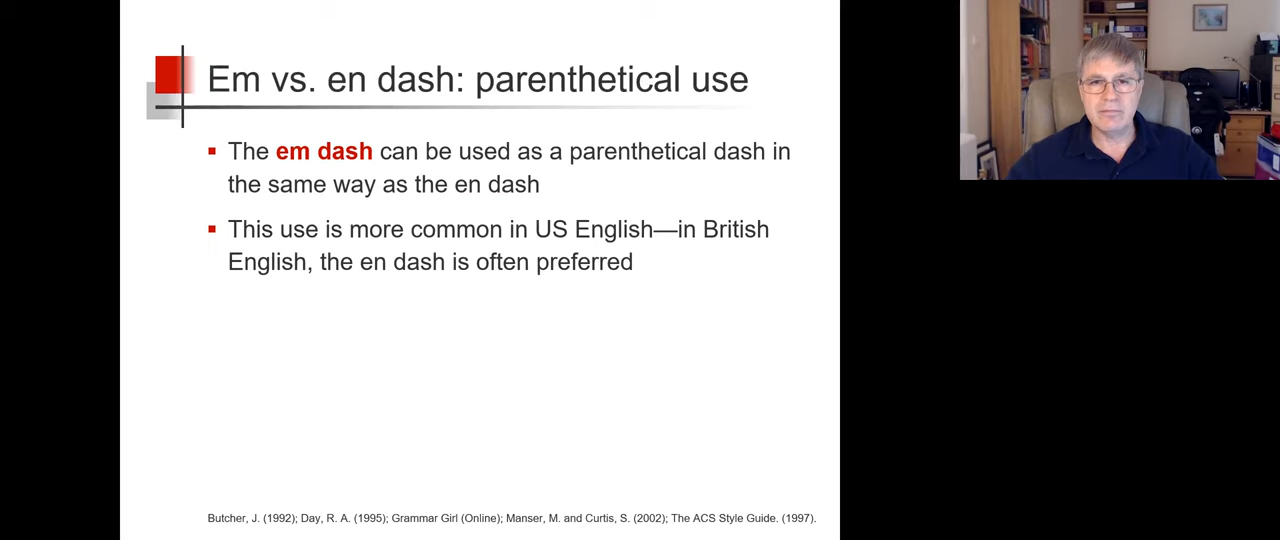 Em vs. en dash: parenthetical use
The em dash can be used as a parenthetical dash in
the same way as the en dash
This use is more common in US English—in British
English, the en dash is often preferred
Butcher, J. (1992); Day, R. A. (1995); Grammar Girl (Online); Manser, M. and Curtis, S. (2002); The ACS Style Guide. (1997).